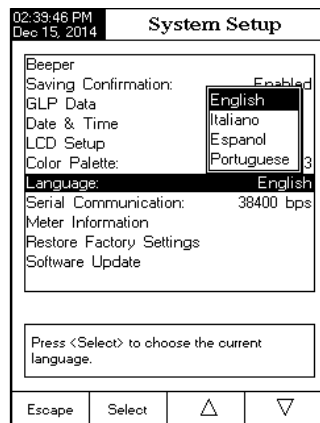 02:39:46 PM
Dec 15, 2014
System Setup
Beeper
Saving Confirmation: Enabled
GLP Data
Date & Time
LCD Setup
Color Palette: 3
English
Italiano
Espanol
Portuguese
Language: English
Serial Communication: 38400 bps
Meter Information
Restore Factory Settings
Software Update
Press <Select> to choose the current
language.
Escape Select